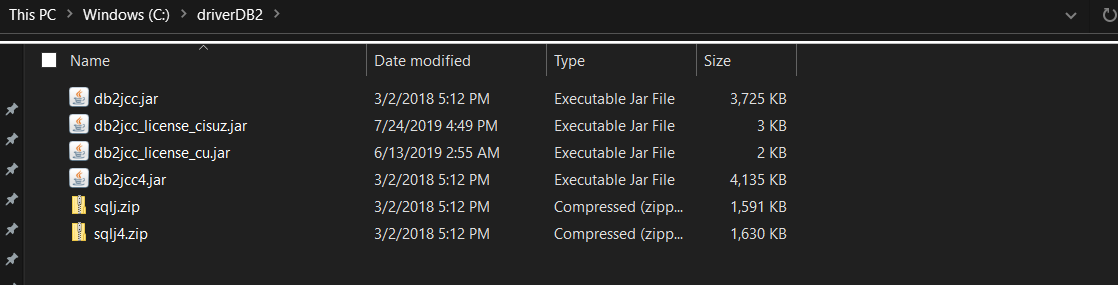 This PC > Windows (C:) > driverDB2 >
Name Date modified Type Size
db2jcc.jar 3/2/2018 5:12 PM Executable Jar File 3,725 KB
db2jcc_license_cisuz.jar 7/24/2019 4:49 PM Executable Jar File 3 KB
db2jcc_license_cu.jar 6/13/2019 2:55 AM Executable Jar File 2 KB
db2jcc4.jar 3/2/2018 5:12 PM Executable Jar File 4,135 KB
sqlj.zip 3/2/2018 5:12 PM Compressed (zipp... 1,591 KB
sqlj4.zip 3/2/2018 5:12 PM Compressed (zipp... 1,630 KB